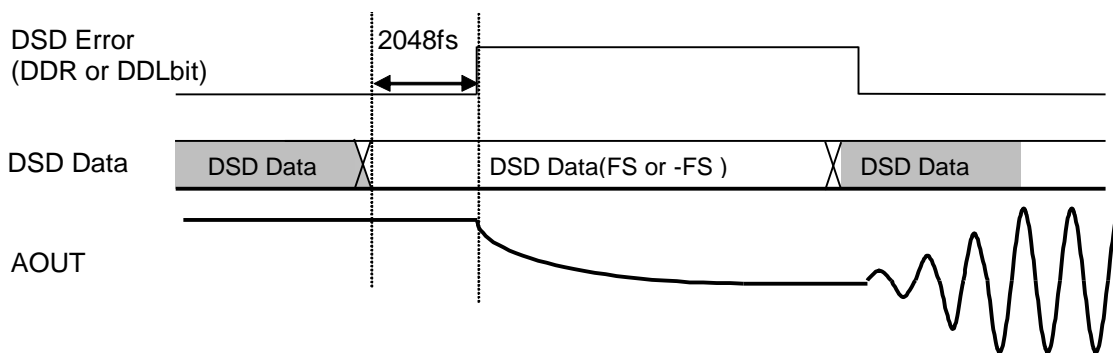 DSD Error
(DDR or DDLbit)
2048fs
DSD Data
DSD Data
DSD Data(FS or -FS )
DSD Data
AOUT